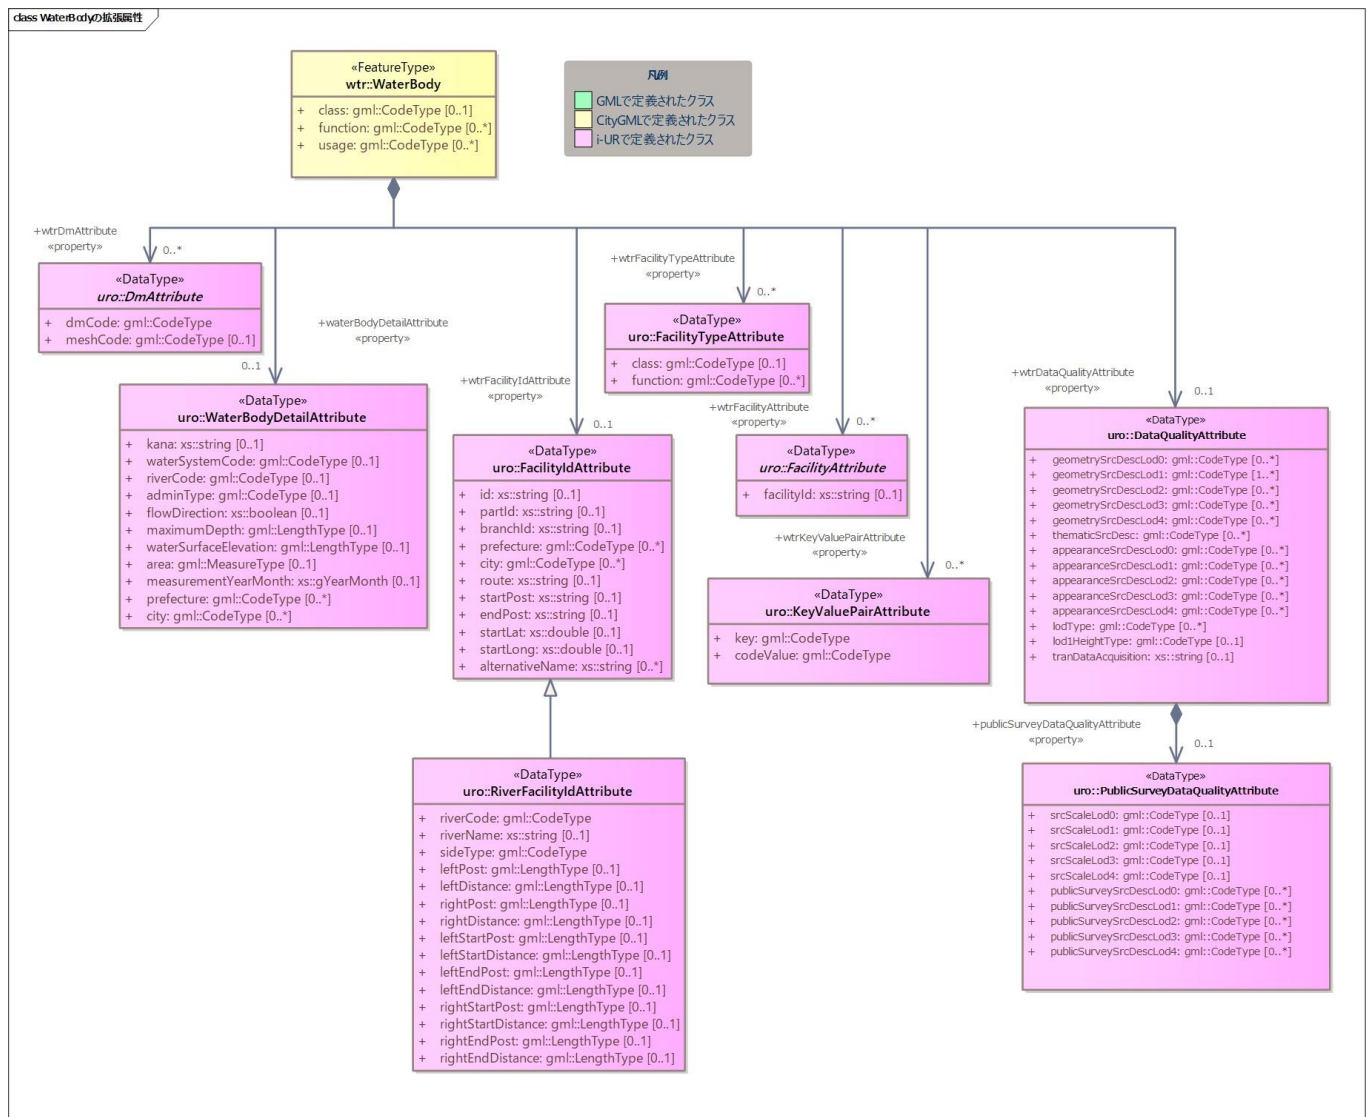 class WaterBodyの拡張属性
«FeatureType»
wtr::WaterBody
+ class: gml::CodeType [0..1]
+ function: gml::CodeType [0..*]
+ usage: gml::CodeType [0..*]
凡例
GMLで定義されたクラス
CityGMLで定義されたクラス
i-URで定義されたクラス
+wtrDmAttribute
«property»
0..*
«DataType»
uro::DmAttribute
+ dmCode: gml::CodeType
+ meshCode: gml::CodeType [0..1]
+waterBodyDetailAttribute
«property»
0..1
«DataType»
uro::WaterBodyDetailAttribute
+ kana: xs::string [0..1]
+ waterSystemCode: gml::CodeType [0..1]
+ riverCode: gml::CodeType [0..1]
+ adminType: gml::CodeType [0..1]
+ flowDirection: xs::boolean [0..1]
+ maximumDepth: gml::LengthType [0..1]
+ waterSurfaceElevation: gml::LengthType [0..1]
+ area: gml::MeasureType [0..1]
+ measurementYearMonth: xs::gYearMonth [0..1]
+ prefecture: gml::CodeType [0..*]
+ city: gml::CodeType [0..*]
+wtrFacilityIdAttribute
«property»
0..1
«DataType»
uro::FacilityIdAttribute
+ id: xs::string [0..1]
+ partId: xs::string [0..1]
+ branchId: xs::string [0..1]
+ prefecture: gml::CodeType [0..*]
+ city: gml::CodeType [0..*]
+ route: xs::string [0..1]
+ startPost: xs::string [0..1]
+ endPost: xs::string [0..1]
+ startLat: xs::double [0..1]
+ startLong: xs::double [0..1]
+ alternativeName: xs::string [0..*]
«DataType»
uro::RiverFacilityIdAttribute
+ riverCode: gml::CodeType
+ riverName: xs::string [0..1]
+ sideType: gml::CodeType
+ leftPost: gml::LengthType [0..1]
+ leftDistance: gml::LengthType [0..1]
+ rightPost: gml::LengthType [0..1]
+ rightDistance: gml::LengthType [0..1]
+ leftStartPost: gml::LengthType [0..1]
+ leftStartDistance: gml::LengthType [0..1]
+ leftEndPost: gml::LengthType [0..1]
+ leftEndDistance: gml::LengthType [0..1]
+ rightStartPost: gml::LengthType [0..1]
+ rightStartDistance: gml::LengthType [0..1]
+ rightEndPost: gml::LengthType [0..1]
+ rightEndDistance: gml::LengthType [0..1]
+wtrFacilityTypeAttribute
«property»
0..*
«DataType»
uro::FacilityTypeAttribute
+ class: gml::CodeType [0..1]
+ function: gml::CodeType [0..*]
+wtrFacilityAttribute
«property»
0..*
«DataType»
uro::FacilityAttribute
+ facilityId: xs::string [0..1]
+wtrKeyValuePairAttribute
«property»
0..*
«DataType»
uro::KeyValuePairAttribute
+ key: gml::CodeType
+ codeValue: gml::CodeType
+wtrDataQualityAttribute
«property»
0..1
«DataType»
uro::DataQualityAttribute
+ geometrySrcDescLod0: gml::CodeType [0..*]
+ geometrySrcDescLod1: gml::CodeType [1..*]
+ geometrySrcDescLod2: gml::CodeType [0..*]
+ geometrySrcDescLod3: gml::CodeType [0..*]
+ geometrySrcDescLod4: gml::CodeType [0..*]
+ thematicSrcDesc: gml::CodeType [0..*]
+ appearanceSrcDescLod0: gml::CodeType [0..*]
+ appearanceSrcDescLod1: gml::CodeType [0..*]
+ appearanceSrcDescLod2: gml::CodeType [0..*]
+ appearanceSrcDescLod3: gml::CodeType [0..*]
+ appearanceSrcDescLod4: gml::CodeType [0..*]
+ lodType: gml::CodeType [0..*]
+ lod1HeightType: gml::CodeType [0..1]
+ tranDataAcquisition: xs::string [0..1]
+publicSurveyDataQualityAttribute
«property»
0..1
«DataType»
uro::PublicSurveyDataQualityAttribute
+ srcScaleLod0: gml::CodeType [0..1]
+ srcScaleLod1: gml::CodeType [0..1]
+ srcScaleLod2: gml::CodeType [0..1]
+ srcScaleLod3: gml::CodeType [0..1]
+ srcScaleLod4: gml::CodeType [0..1]
+ publicSurveySrcDescLod0: gml::CodeType [0..*]
+ publicSurveySrcDescLod1: gml::CodeType [0..*]
+ publicSurveySrcDescLod2: gml::CodeType [0..*]
+ publicSurveySrcDescLod3: gml::CodeType [0..*]
+ publicSurveySrcDescLod4: gml::CodeType [0..*]